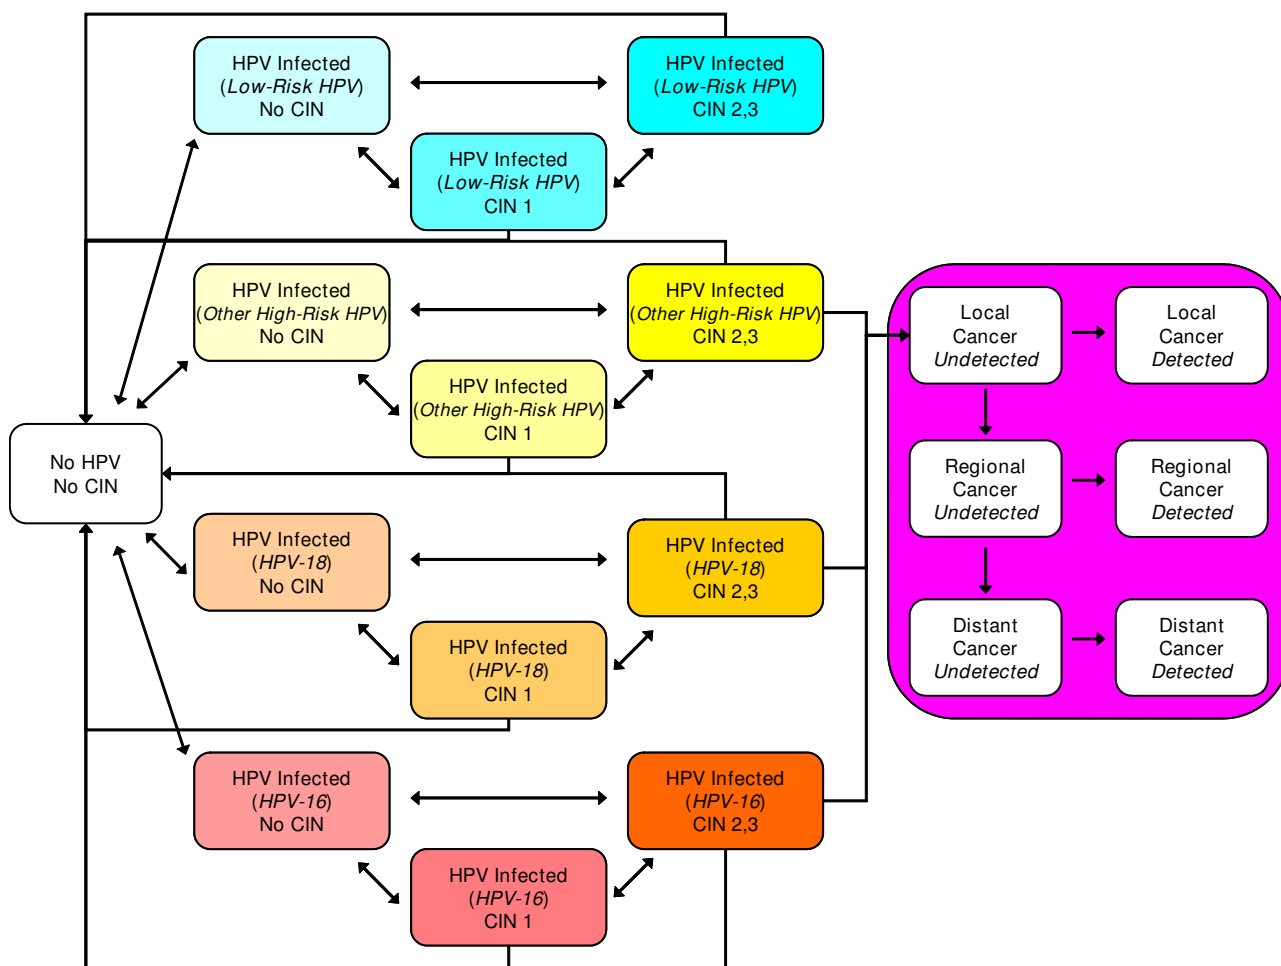 HPV Infected
(Low-Risk HPV)
No CIN
HPV Infected
(Low-Risk HPV)
CIN 2,3
HPV Infected
(Low-Risk HPV)
CIN 1
HPV Infected
(Other High-Risk HPV)
No CIN
HPV Infected
(Other High-Risk HPV)
CIN 2,3
HPV Infected
(Other High-Risk HPV)
CIN 1
No HPV
No CIN
HPV Infected
(HPV-18)
No CIN
HPV Infected
(HPV-18)
CIN 2,3
HPV Infected
(HPV-18)
CIN 1
HPV Infected
(HPV-16)
No CIN
HPV Infected
(HPV-16)
CIN 2,3
HPV Infected
(HPV-16)
CIN 1
Local
Cancer
Undetected
Local
Cancer
Detected
Regional
Cancer
Undetected
Regional
Cancer
Detected
Distant
Cancer
Undetected
Distant
Cancer
Detected